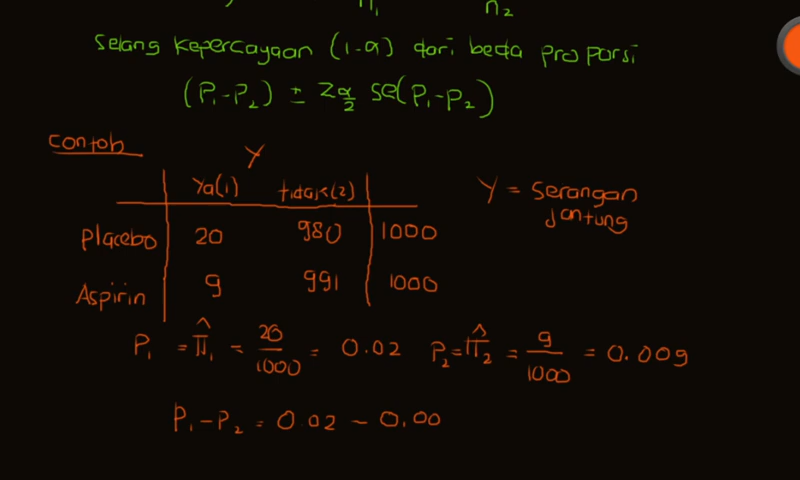 n₁ n₂
Selang Kepercayaan (1-α) dari beda proporsi
(P₁-P₂) ± Zα/2 se(P₁-P₂)
Contoh
Y
Ya(1) tidak(2)
Placebo 20 980 1000
Aspirin 9 991 1000
Y = Serangan
Jantung
P₁ = π̂₁ = 20/1000 = 0.02 P₂ = π̂₂ = 9/1000 = 0.009
P₁-P₂ = 0.02 - 0.00